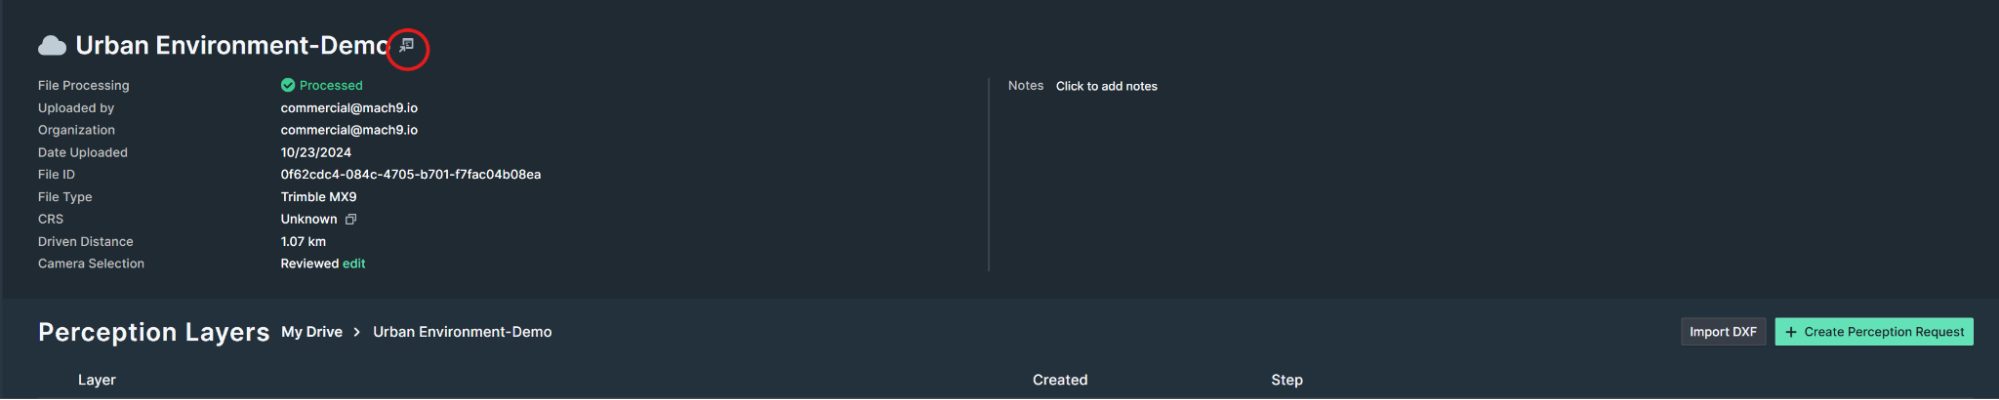 Urban Environment-Demo
File Processing Processed
Uploaded by commercial@mach9.io
Organization commercial@mach9.io
Date Uploaded 10/23/2024
File ID 0f62cdc4-084c-4705-b701-f7fac04b08ea
File Type Trimble MX9
CRS Unknown
Driven Distance 1.07 km
Camera Selection Reviewed edit
Notes Click to add notes
Perception Layers My Drive > Urban Environment-Demo
Import DXF + Create Perception Request
Layer Created Step